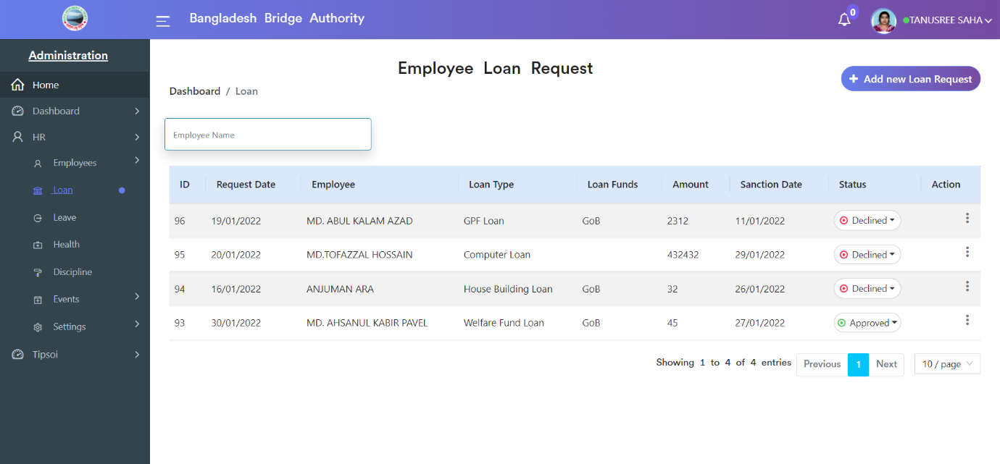 Bangladesh Bridge Authority
0
TANUSREE SAHA
Administration
Home
Dashboard
HR
Employees
Loan
Leave
Health
Discipline
Events
Settings
Tipsoi
Employee Loan Request
Dashboard / Loan
+ Add new Loan Request
Employee Name
ID Request Date Employee Loan Type Loan Funds Amount Sanction Date Status Action
96 19/01/2022 MD. ABUL KALAM AZAD GPF Loan GoB 2312 11/01/2022 Declined
95 20/01/2022 MD.TOFAZZAL HOSSAIN Computer Loan 432432 29/01/2022 Declined
94 16/01/2022 ANJUMAN ARA House Building Loan GoB 32 26/01/2022 Declined
93 30/01/2022 MD. AHSANUL KABIR PAVEL Welfare Fund Loan GoB 45 27/01/2022 Approved
Showing 1 to 4 of 4 entries Previous 1 Next 10 / page